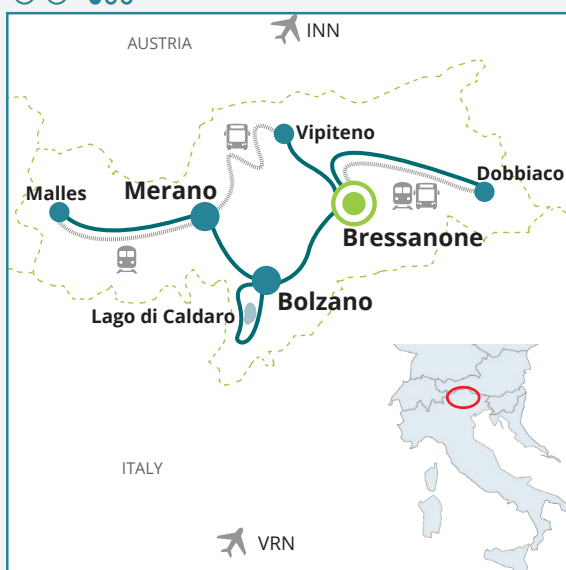 INN
AUSTRIA
Vipiteno
Dobbiaco
Malles
Merano
Bressanone
Bolzano
Lago di Caldaro
ITALY
VRN